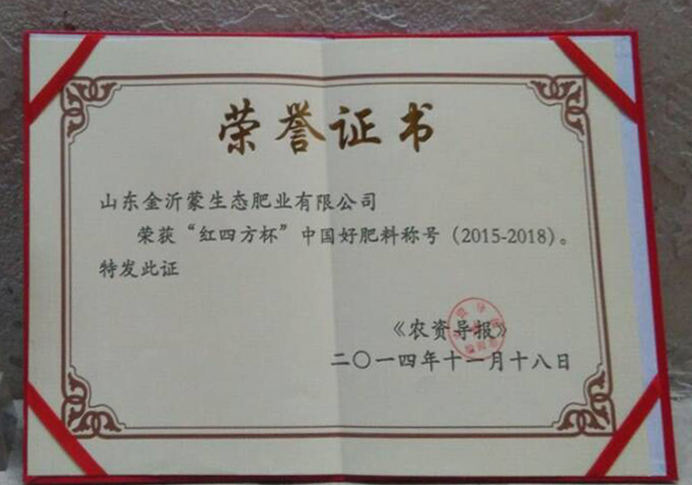 荣誉证书
山东金沂蒙生态肥业有限公司
荣获“红四方杯”中国好肥料称号（2015-2018）。
特发此证
《农资导报》
二〇一四年十一月十八日